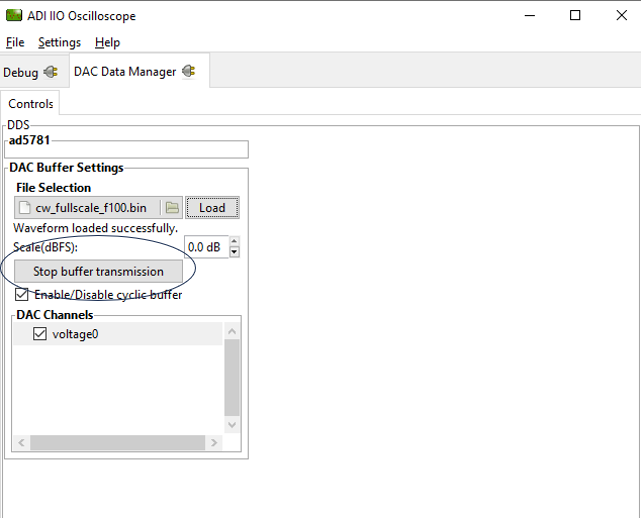 ADI IIO Oscilloscope
File Settings Help
Debug DAC Data Manager
Controls
DDS
ad5781
DAC Buffer Settings
File Selection
cw_fullscale_f100.bin Load
Waveform loaded successfully.
Scale(dBFS): 0.0 dB
Stop buffer transmission
Enable/Disable cyclic buffer
DAC Channels
voltage0